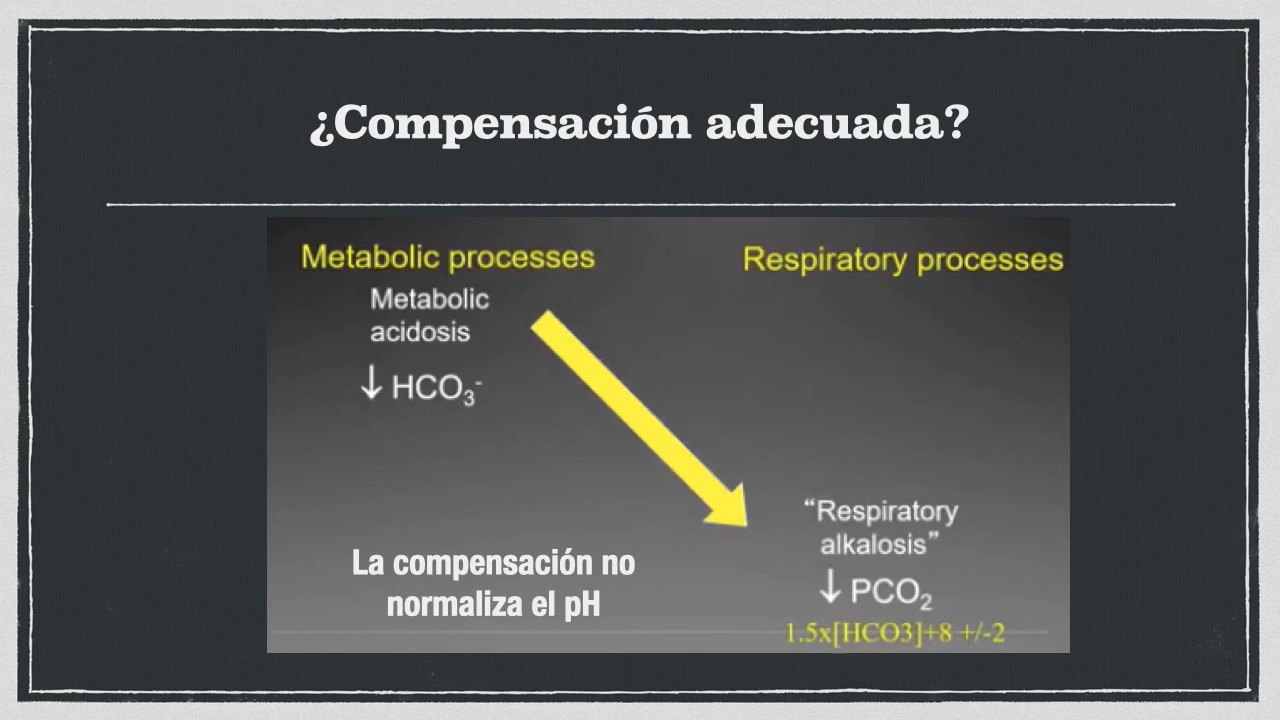 ¿Compensación adecuada?
Metabolic processes
Respiratory processes
Metabolic
acidosis
↓ HCO₃⁻
“Respiratory
alkalosis”
↓ PCO₂
1.5x[HCO3]+8 +/-2
La compensación no
normaliza el pH